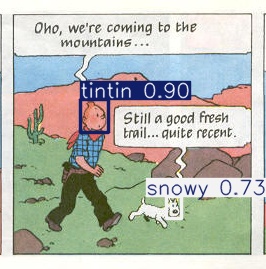 Oho, we're coming to the
mountains...
tintin 0.90
Still a good fresh
trail... quite recent.
snowy 0.73